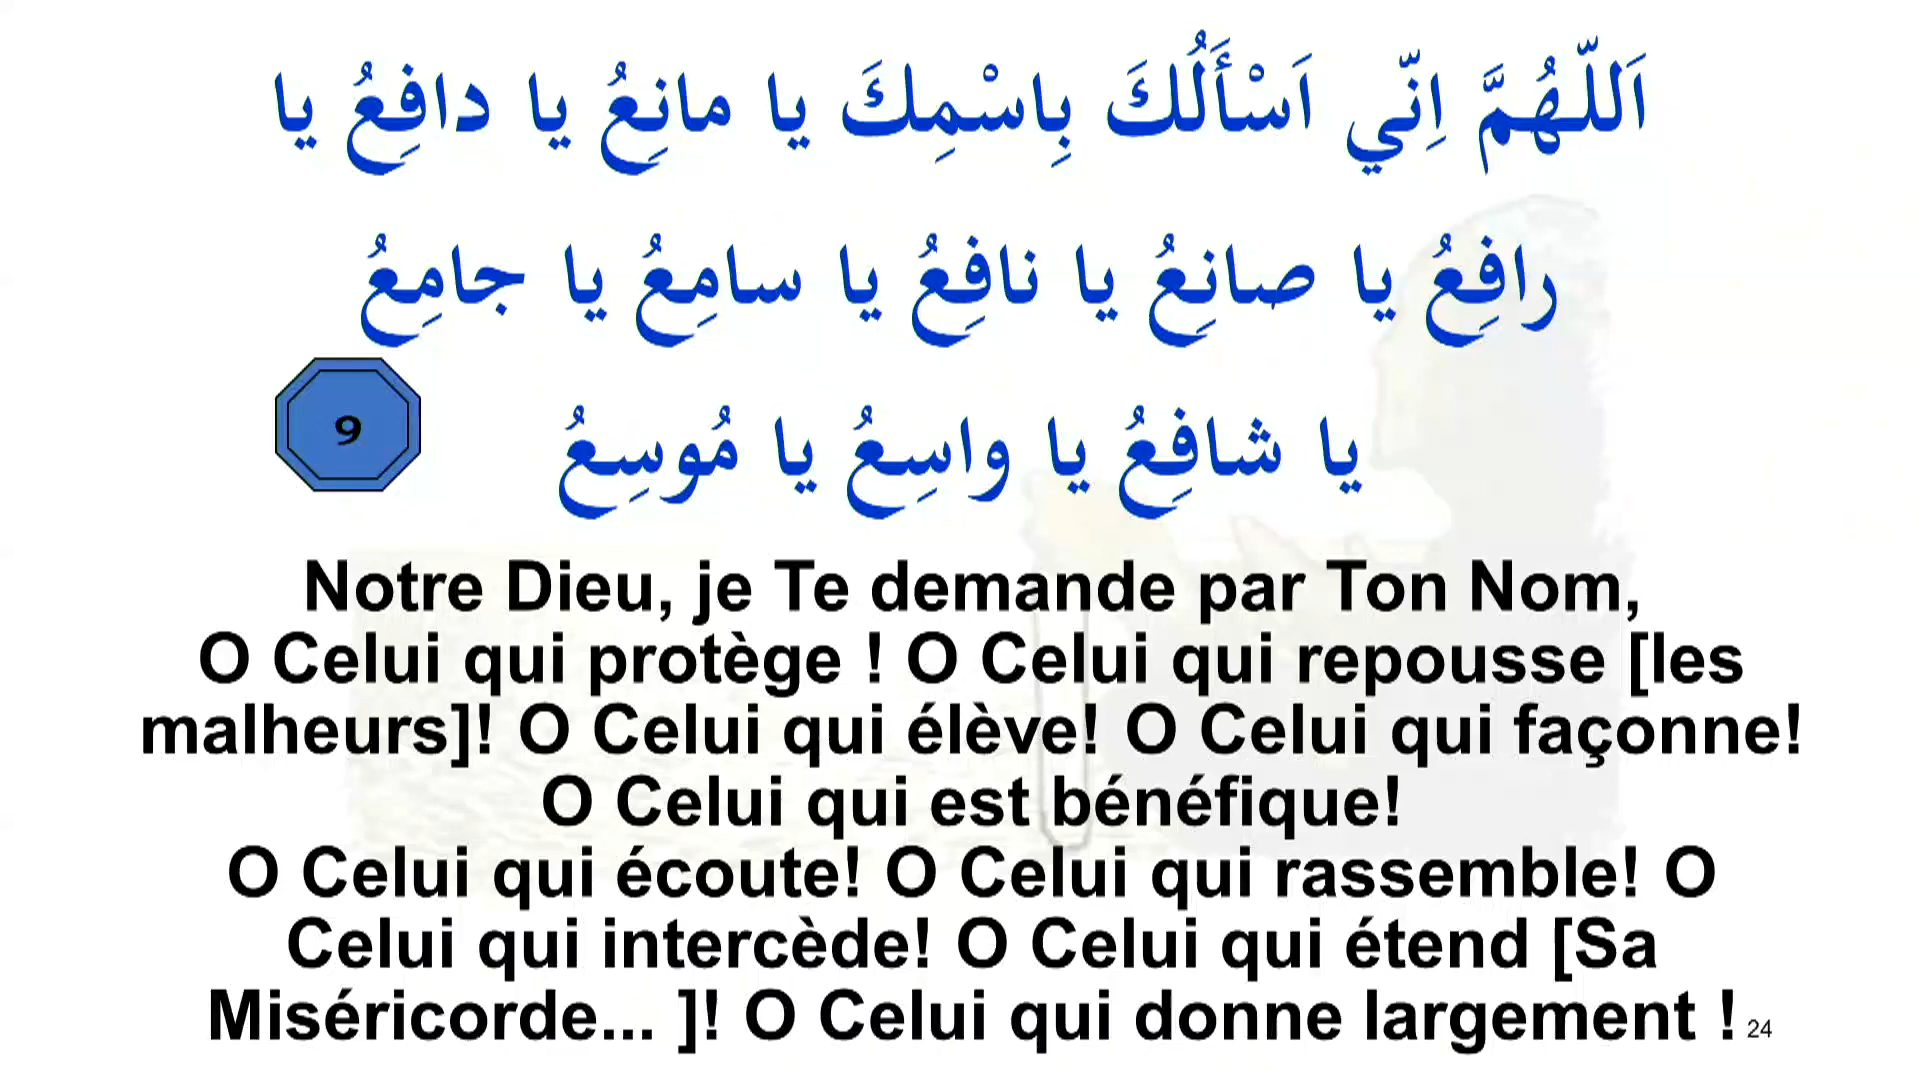 اَللّهُمَّ اِنّي اَسْأَلُكَ بِاسْمِكَ يا مانِعُ يا دافِعُ يا
رافِعُ يا صانِعُ يا نافِعُ يا سامِعُ يا جامِعُ
يا شافِعُ يا واسِعُ يا مُوسِعُ
9
Notre Dieu, je Te demande par Ton Nom,
O Celui qui protège ! O Celui qui repousse [les
malheurs]! O Celui qui élève! O Celui qui façonne!
O Celui qui est bénéfique!
O Celui qui écoute! O Celui qui rassemble! O
Celui qui intercède! O Celui qui étend [Sa
Miséricorde... ]! O Celui qui donne largement !
24